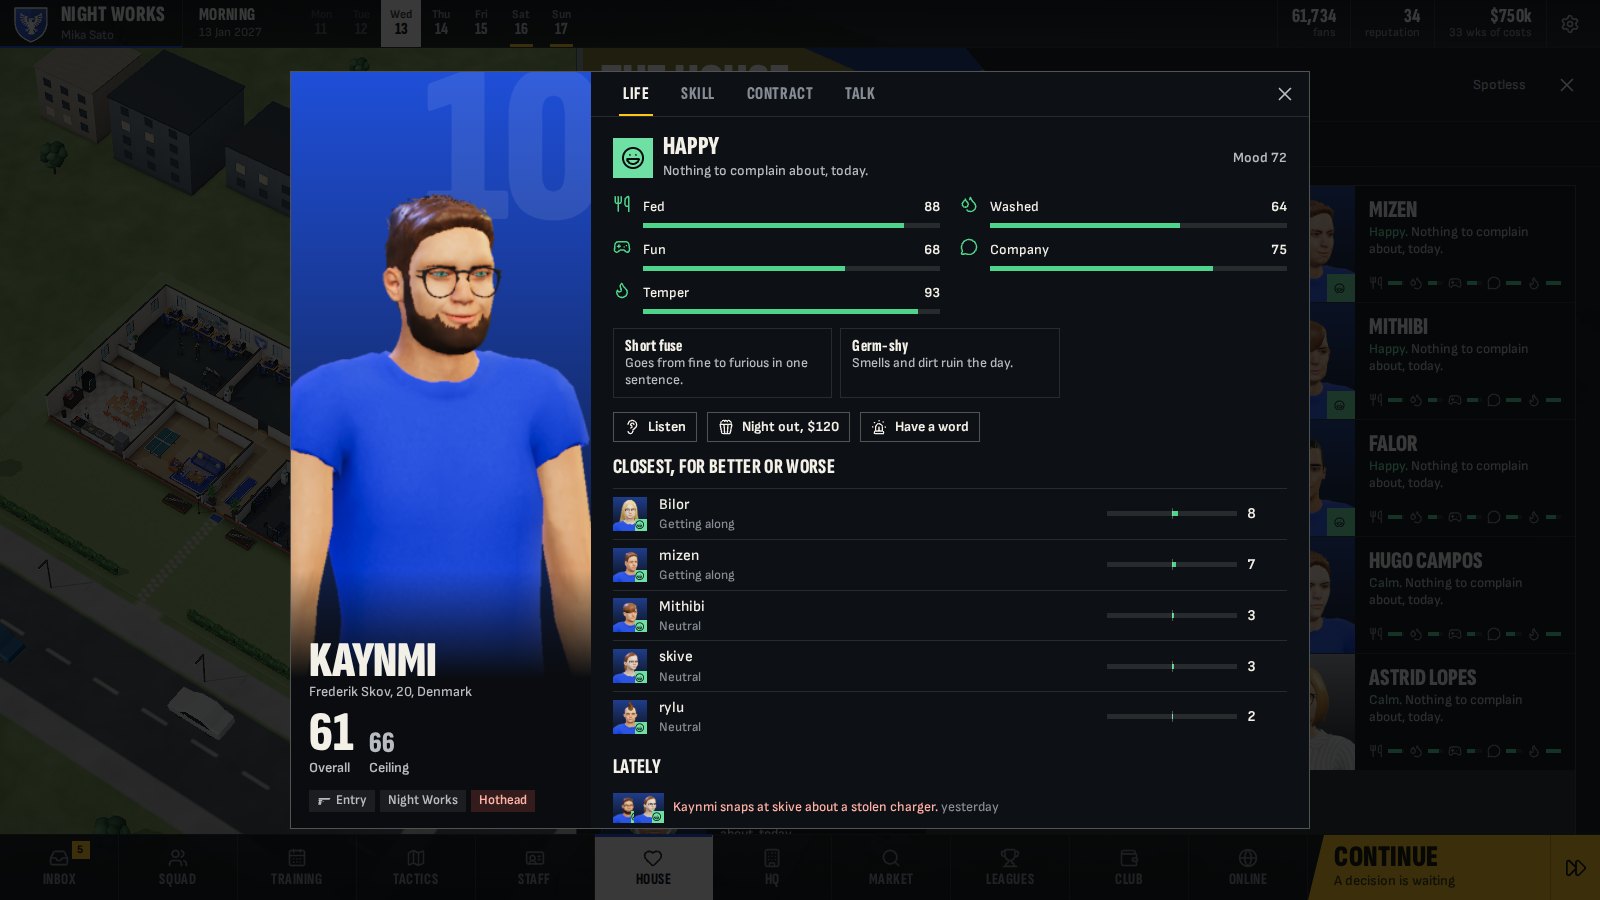 NIGHT WORKS
Mika Sato
MORNING
13 Jan 2027
Mon
11
Tue
12
Wed
13
Thu
14
Fri
15
Sat
16
Sun
17
61,734
fans
34
reputation
$750k
33 wks of costs
THE HOUSE
Spotless
10
LIFE
SKILL
CONTRACT
TALK
HAPPY
Nothing to complain about, today.
Mood 72
Fed 88
Washed 64
Fun 68
Company 75
Temper 93
Short fuse
Goes from fine to furious in one
sentence.
Germ-shy
Smells and dirt ruin the day.
Listen
Night out, $120
Have a word
CLOSEST, FOR BETTER OR WORSE
Bilor
Getting along
8
mizen
Getting along
7
Mithibi
Neutral
3
skive
Neutral
3
rylu
Neutral
2
LATELY
Kaynmi snaps at skive about a stolen charger. yesterday
KAYNMI
Frederik Skov, 20, Denmark
61
Overall
66
Ceiling
Entry
Night Works
Hothead
MIZEN
Happy. Nothing to complain
about, today.
MITHIBI
Happy. Nothing to complain
about, today.
FALOR
Happy. Nothing to complain
about, today.
HUGO CAMPOS
Calm. Nothing to complain
about, today.
ASTRID LOPES
Calm. Nothing to complain
about, today.
about, today.
INBOX
5
SQUAD
TRAINING
TACTICS
STAFF
HOUSE
HQ
MARKET
LEAGUES
CLUB
ONLINE
CONTINUE
A decision is waiting